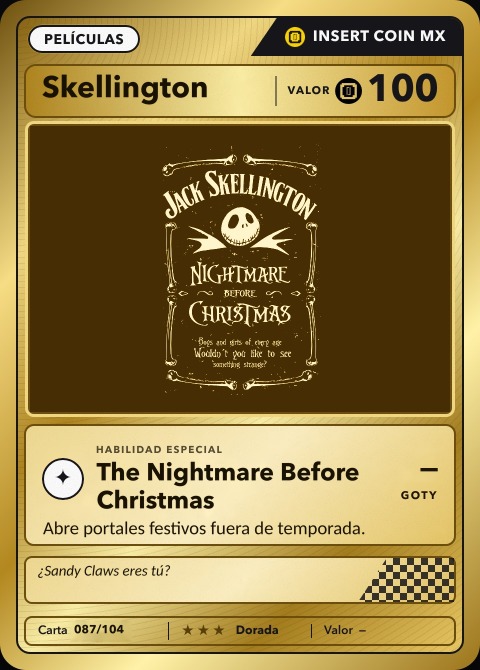 PELÍCULAS
INSERT COIN MX
Skellington
VALOR 100
JACK SKELLINGTON
NIGHTMARE
BEFORE
CHRISTMAS
Boys and girls of every age
Wouldn't you like to see
something strange?
HABILIDAD ESPECIAL
The Nightmare Before
Christmas
—
GOTY
Abre portales festivos fuera de temporada.
¿Sandy Claws eres tú?
Carta 087/104
★★★ Dorada
Valor —